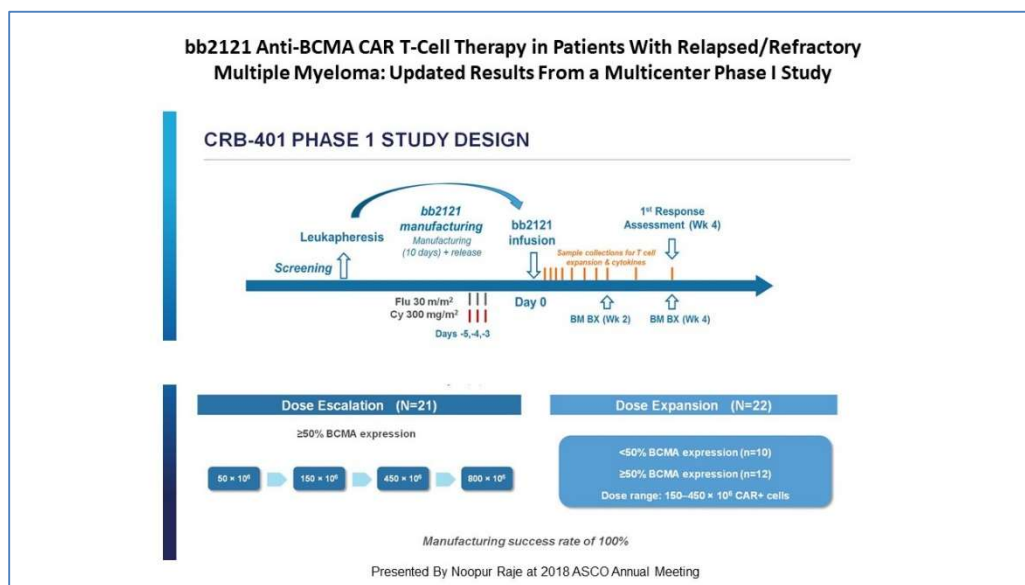 bb2121 Anti-BCMA CAR T-Cell Therapy in Patients With Relapsed/Refractory
Multiple Myeloma: Updated Results From a Multicenter Phase I Study
CRB-401 PHASE 1 STUDY DESIGN
Screening
Leukapheresis
bb2121
manufacturing
Manufacturing
(10 days) + release
bb2121
infusion
Sample collections for T cell
expansion & cytokines
1st Response
Assessment (Wk 4)
Flu 30 m/m²
Cy 300 mg/m²
Days -5,-4,-3
Day 0
BM BX (Wk 2)
BM BX (Wk 4)
Dose Escalation (N=21)
≥50% BCMA expression
50 × 10⁶
150 × 10⁶
450 × 10⁶
800 × 10⁶
Dose Expansion (N=22)
<50% BCMA expression (n=10)
≥50% BCMA expression (n=12)
Dose range: 150–450 × 10⁶ CAR+ cells
Manufacturing success rate of 100%
Presented By Noopur Raje at 2018 ASCO Annual Meeting